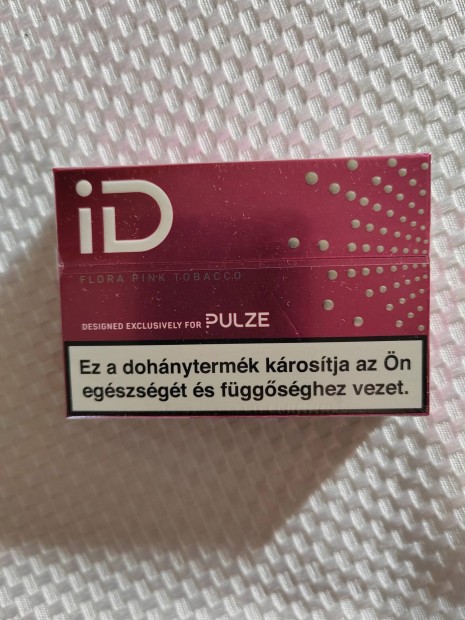 iD
FLORA PINK TOBACCO
DESIGNED EXCLUSIVELY FOR PULZE
Ez a dohánytermék károsítja az Ön
egészségét és függőséghez vezet.